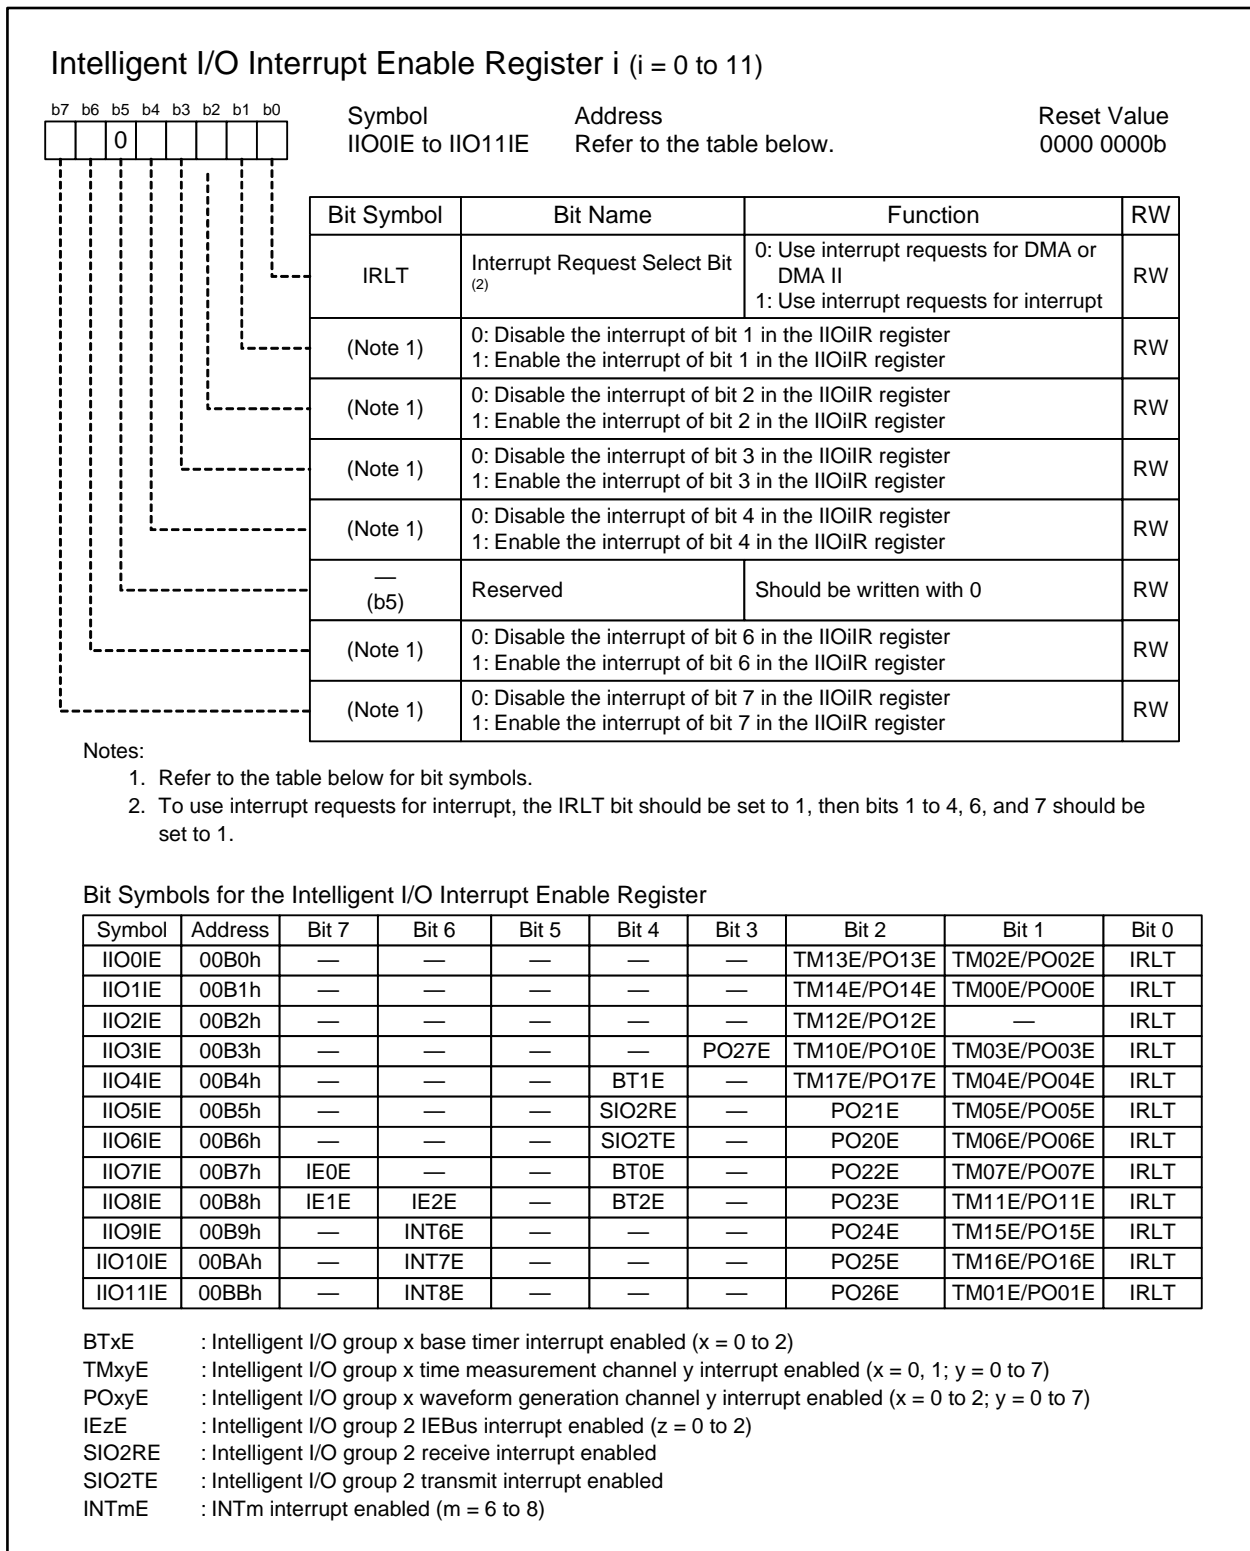 Intelligent I/O Interrupt Enable Register i (i = 0 to 11)
b7 b6 b5 b4 b3 b2 b1 b0
0
Symbol Address Reset Value
IIO0IE to IIO11IE Refer to the table below. 0000 0000b
Bit Symbol Bit Name Function RW
IRLT Interrupt Request Select Bit (2) 0: Use interrupt requests for DMA or DMA II RW
1: Use interrupt requests for interrupt
(Note 1) 0: Disable the interrupt of bit 1 in the IIOiIR register RW
1: Enable the interrupt of bit 1 in the IIOiIR register
(Note 1) 0: Disable the interrupt of bit 2 in the IIOiIR register RW
1: Enable the interrupt of bit 2 in the IIOiIR register
(Note 1) 0: Disable the interrupt of bit 3 in the IIOiIR register RW
1: Enable the interrupt of bit 3 in the IIOiIR register
(Note 1) 0: Disable the interrupt of bit 4 in the IIOiIR register RW
1: Enable the interrupt of bit 4 in the IIOiIR register
— (b5) Reserved Should be written with 0 RW
(Note 1) 0: Disable the interrupt of bit 6 in the IIOiIR register RW
1: Enable the interrupt of bit 6 in the IIOiIR register
(Note 1) 0: Disable the interrupt of bit 7 in the IIOiIR register RW
1: Enable the interrupt of bit 7 in the IIOiIR register
Notes:
1. Refer to the table below for bit symbols.
2. To use interrupt requests for interrupt, the IRLT bit should be set to 1, then bits 1 to 4, 6, and 7 should be
set to 1.
Bit Symbols for the Intelligent I/O Interrupt Enable Register
Symbol Address Bit 7 Bit 6 Bit 5 Bit 4 Bit 3 Bit 2 Bit 1 Bit 0
IIO0IE 00B0h — — — — — TM13E/PO13E TM02E/PO02E IRLT
IIO1IE 00B1h — — — — — TM14E/PO14E TM00E/PO00E IRLT
IIO2IE 00B2h — — — — — TM12E/PO12E — IRLT
IIO3IE 00B3h — — — — PO27E TM10E/PO10E TM03E/PO03E IRLT
IIO4IE 00B4h — — — BT1E — TM17E/PO17E TM04E/PO04E IRLT
IIO5IE 00B5h — — — SIO2RE — PO21E TM05E/PO05E IRLT
IIO6IE 00B6h — — — SIO2TE — PO20E TM06E/PO06E IRLT
IIO7IE 00B7h IE0E — — BT0E — PO22E TM07E/PO07E IRLT
IIO8IE 00B8h IE1E IE2E — BT2E — PO23E TM11E/PO11E IRLT
IIO9IE 00B9h — INT6E — — — PO24E TM15E/PO15E IRLT
IIO10IE 00BAh — INT7E — — — PO25E TM16E/PO16E IRLT
IIO11IE 00BBh — INT8E — — — PO26E TM01E/PO01E IRLT
BTxE : Intelligent I/O group x base timer interrupt enabled (x = 0 to 2)
TMxyE : Intelligent I/O group x time measurement channel y interrupt enabled (x = 0, 1; y = 0 to 7)
POxyE : Intelligent I/O group x waveform generation channel y interrupt enabled (x = 0 to 2; y = 0 to 7)
IEzE : Intelligent I/O group 2 IEBus interrupt enabled (z = 0 to 2)
SIO2RE : Intelligent I/O group 2 receive interrupt enabled
SIO2TE : Intelligent I/O group 2 transmit interrupt enabled
INTmE : INTm interrupt enabled (m = 6 to 8)